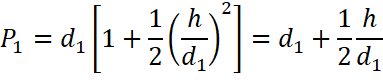 P₁ = d₁ [1 + 1/2 (h/d₁)²] = d₁ + 1/2 h/d₁